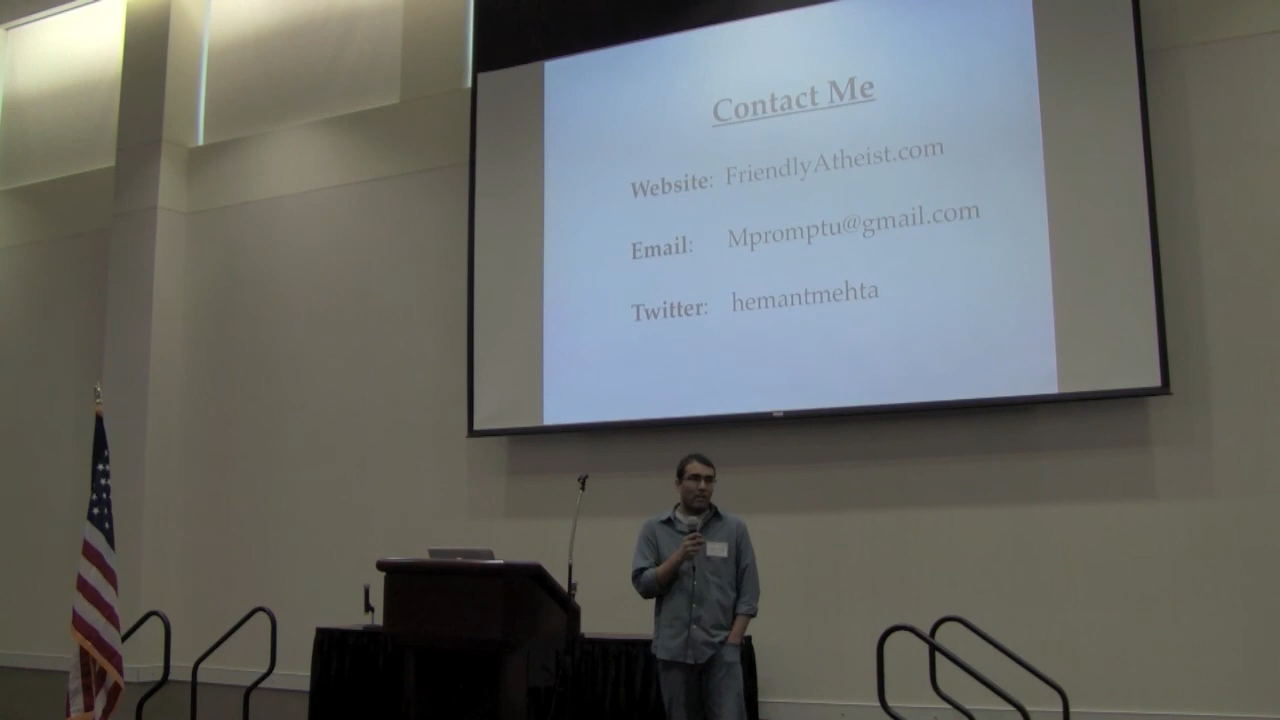 Contact Me
Website: FriendlyAtheist.com
Email: Mpromptu@gmail.com
Twitter: hemantmehta